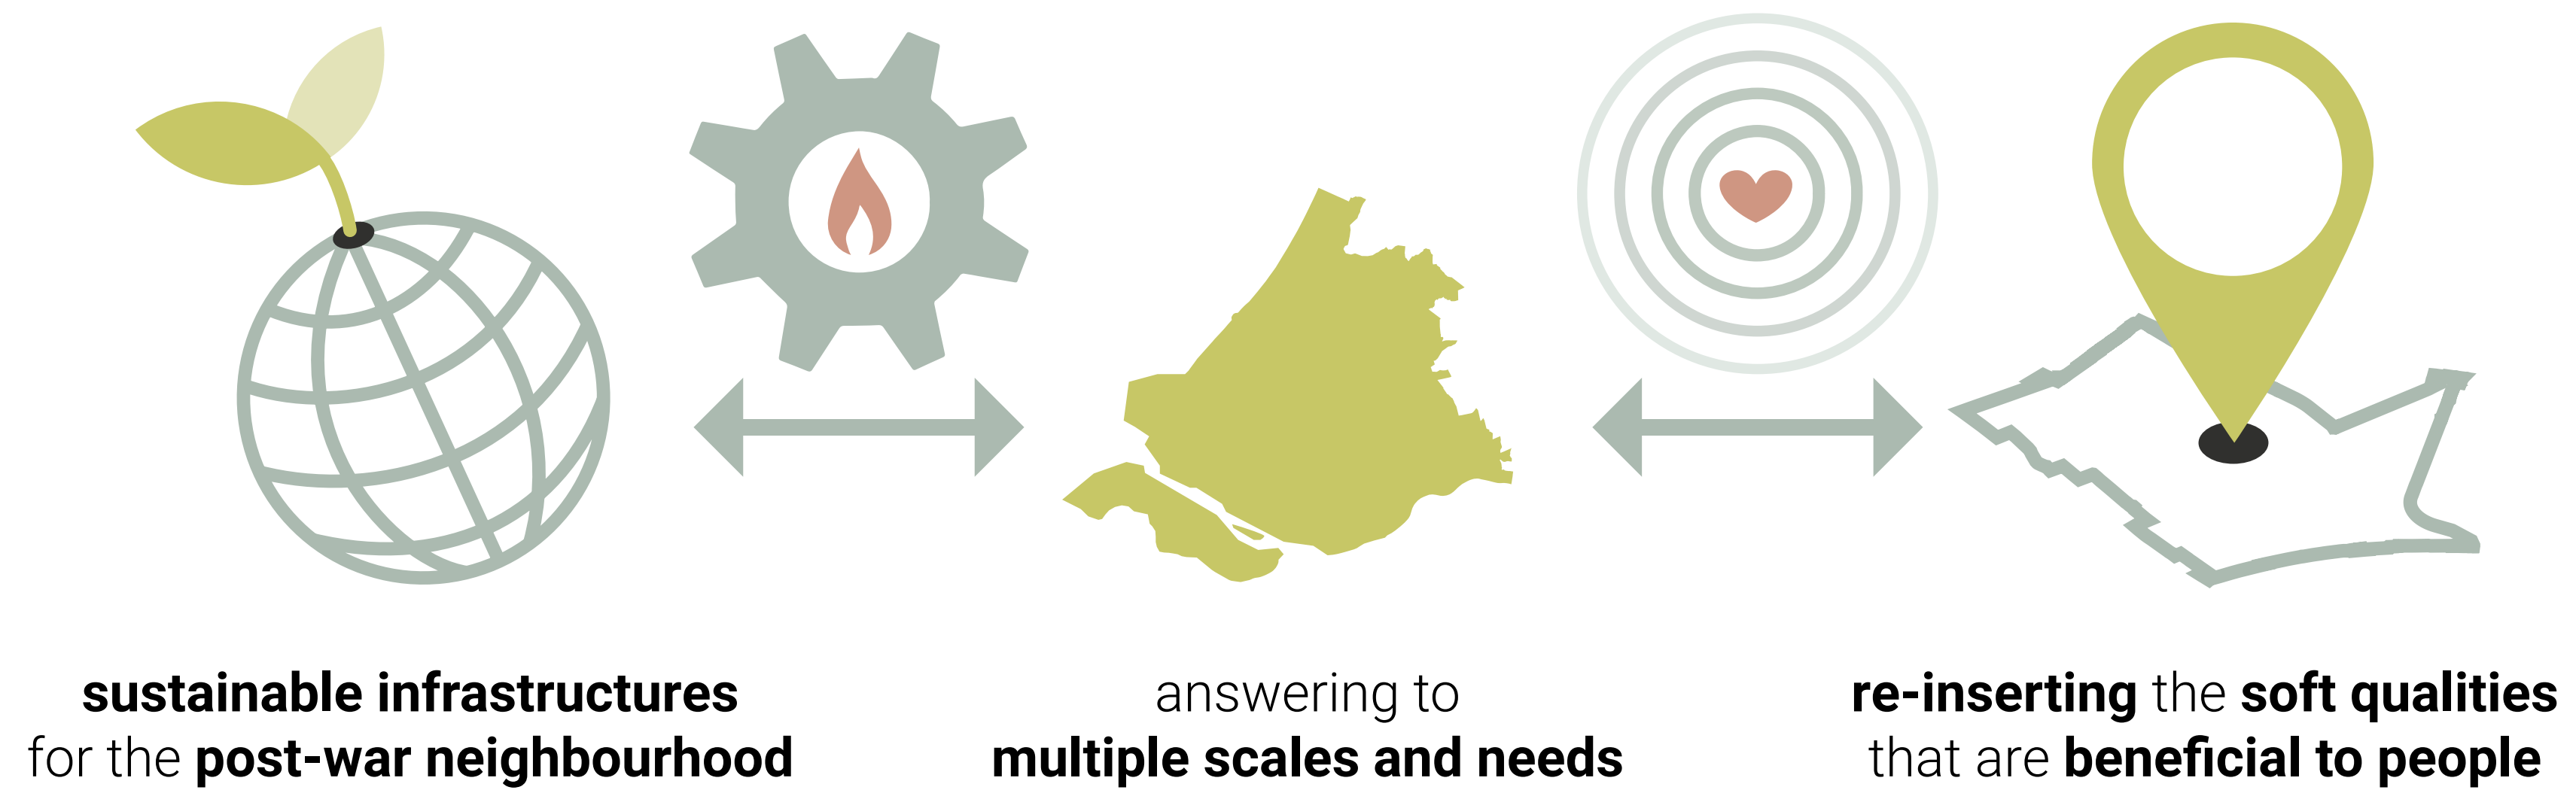 sustainable infrastructures
for the post-war neighbourhood
answering to
multiple scales and needs
re-inserting the soft qualities
that are beneficial to people